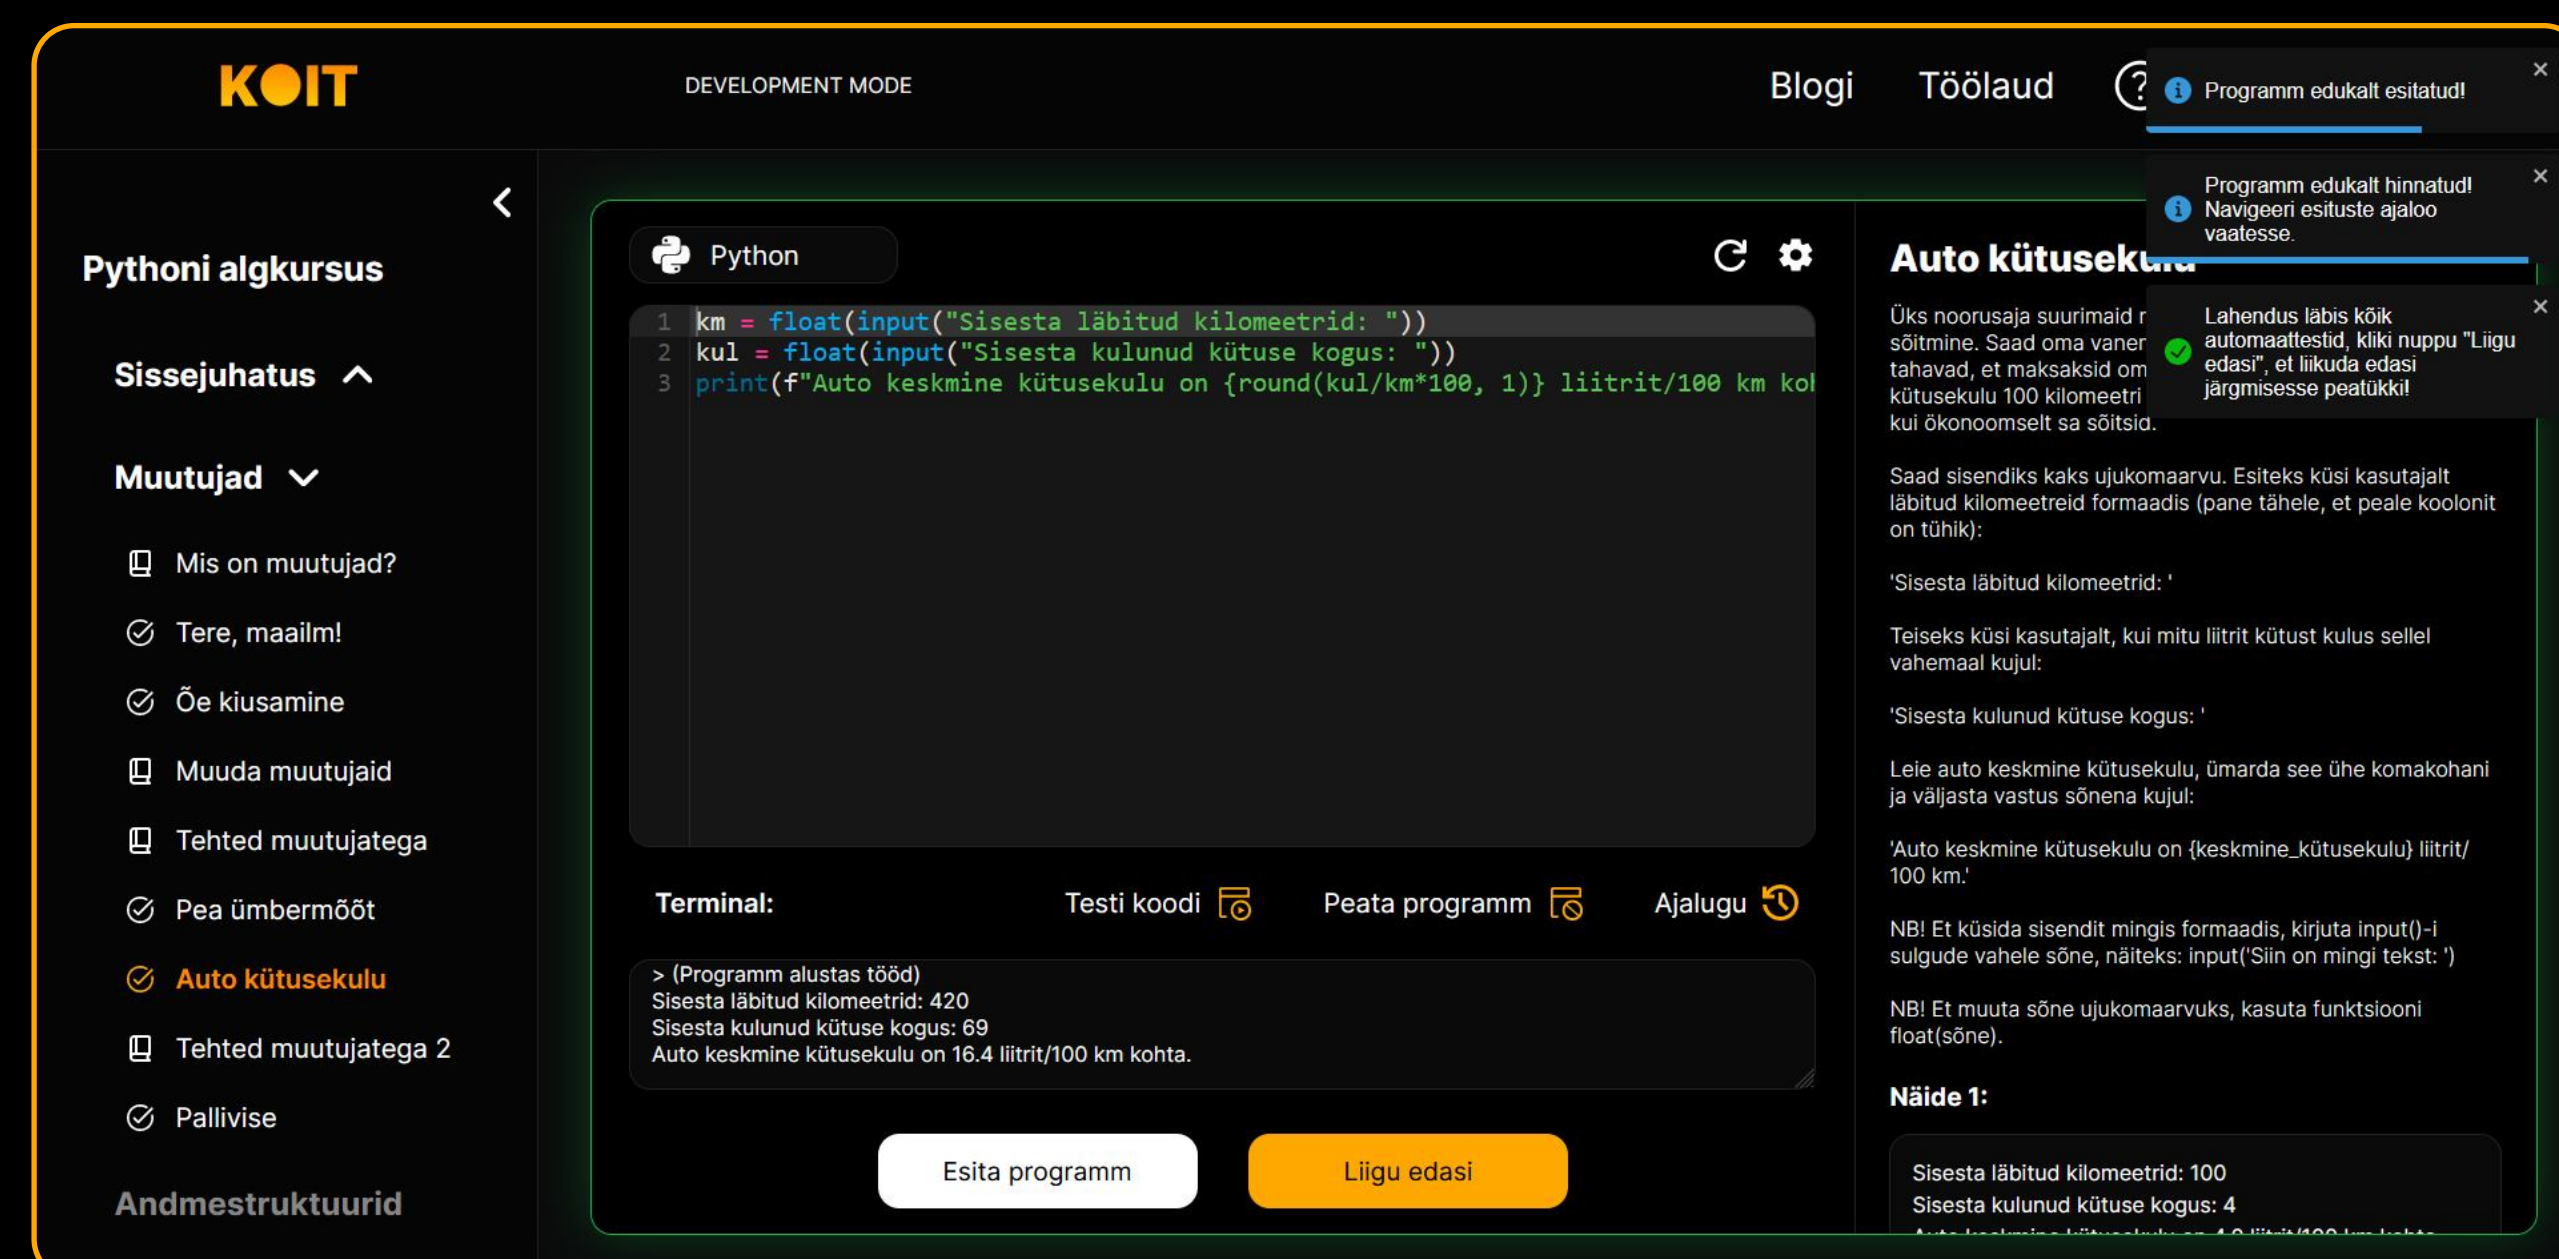 KOIT
DEVELOPMENT MODE
Blogi
Töölaud
Programm edukalt esitatud!
Programm edukalt hinnatud!
Navigeeri esituste ajaloo
vaatesse.
Lahendus läbis kõik
automaattestid, kliki nuppu "Liigu
edasi", et liikuda edasi
järgmisesse peatükki!
Pythoni algkursus
Sissejuhatus
Muutujad
Mis on muutujad?
Tere, maailm!
Õe kiusamine
Muuda muutujaid
Tehted muutujatega
Pea ümbermõõt
Auto kütusekulu
Tehted muutujatega 2
Pallivise
Andmestruktuurid
Python
1 km = float(input("Sisesta läbitud kilomeetrid: "))
2 kul = float(input("Sisesta kulunud kütuse kogus: "))
3 print(f"Auto keskmine kütusekulu on {round(kul/km*100, 1)} liitrit/100 km koh
Terminal:
Testi koodi
Peata programm
Ajalugu
> (Programm alustas tööd)
Sisesta läbitud kilomeetrid: 420
Sisesta kulunud kütuse kogus: 69
Auto keskmine kütusekulu on 16.4 liitrit/100 km kohta.
Esita programm
Liigu edasi
Auto kütusekulu
Üks noorusaja suurimaid
sõitmine. Saad oma
tahavad, et maksaksid
kütusekulu 100 kilomeetri
kui ökonoomselt sa sõitsid.
Saad sisendiks kaks ujukomaarvu. Esiteks küsi kasutajalt
läbitud kilomeetreid formaadis (pane tähele, et peale koolonit
on tühik):
'Sisesta läbitud kilomeetrid: '
Teiseks küsi kasutajalt, kui mitu liitrit kütust kulus sellel
vahemaal kujul:
'Sisesta kulunud kütuse kogus: '
Leie auto keskmine kütusekulu, ümarda see ühe komakohani
ja väljasta vastus sõnena kujul:
'Auto keskmine kütusekulu on {keskmine_kütusekulu} liitrit/
100 km.'
NB! Et küsida sisendit mingis formaadis, kirjuta input()-i
sulgude vahele sõne, näiteks: input('Siin on mingi tekst: ')
NB! Et muuta sõne ujukomaarvuks, kasuta funktsiooni
float(sõne).
Näide 1:
Sisesta läbitud kilomeetrid: 100
Sisesta kulunud kütuse kogus: 4